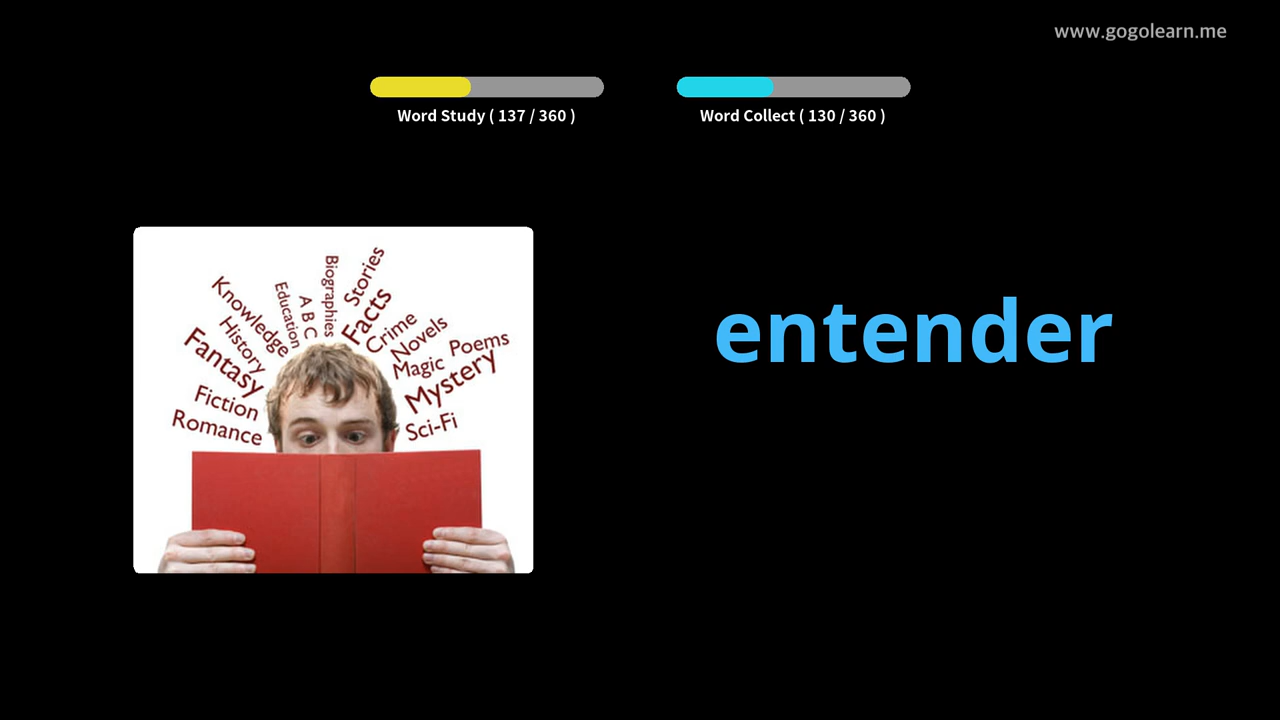 www.gogolearn.me
Word Study ( 137 / 360 )
Word Collect ( 130 / 360 )
Knowledge
History
Fantasy
Fiction
Romance
Education
A B C
Biographies
Stories
Facts
Crime
Novels
Magic
Poems
Mystery
Sci-Fi
entender